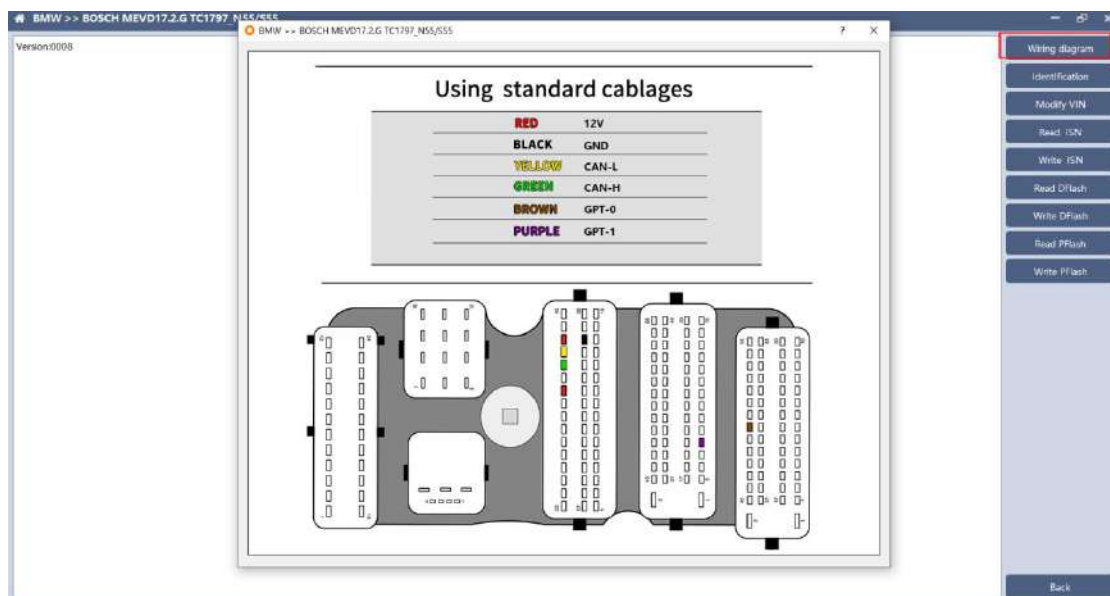 BMW >> BOSCH MEVD17.2.G TC1797_N55/S55
BMW >> BOSCH MEVD17.2.G TC1797_N55/S55
? X
Version:0008
Using standard cablages
RED 12V
BLACK GND
YELLOW CAN-L
GREEN CAN-H
BROWN GPT-0
PURPLE GPT-1
Wiring diagram
Identification
Modify VIN
Read ISN
Write ISN
Read DFlash
Write DFlash
Read PFlash
Write PFlash
Back